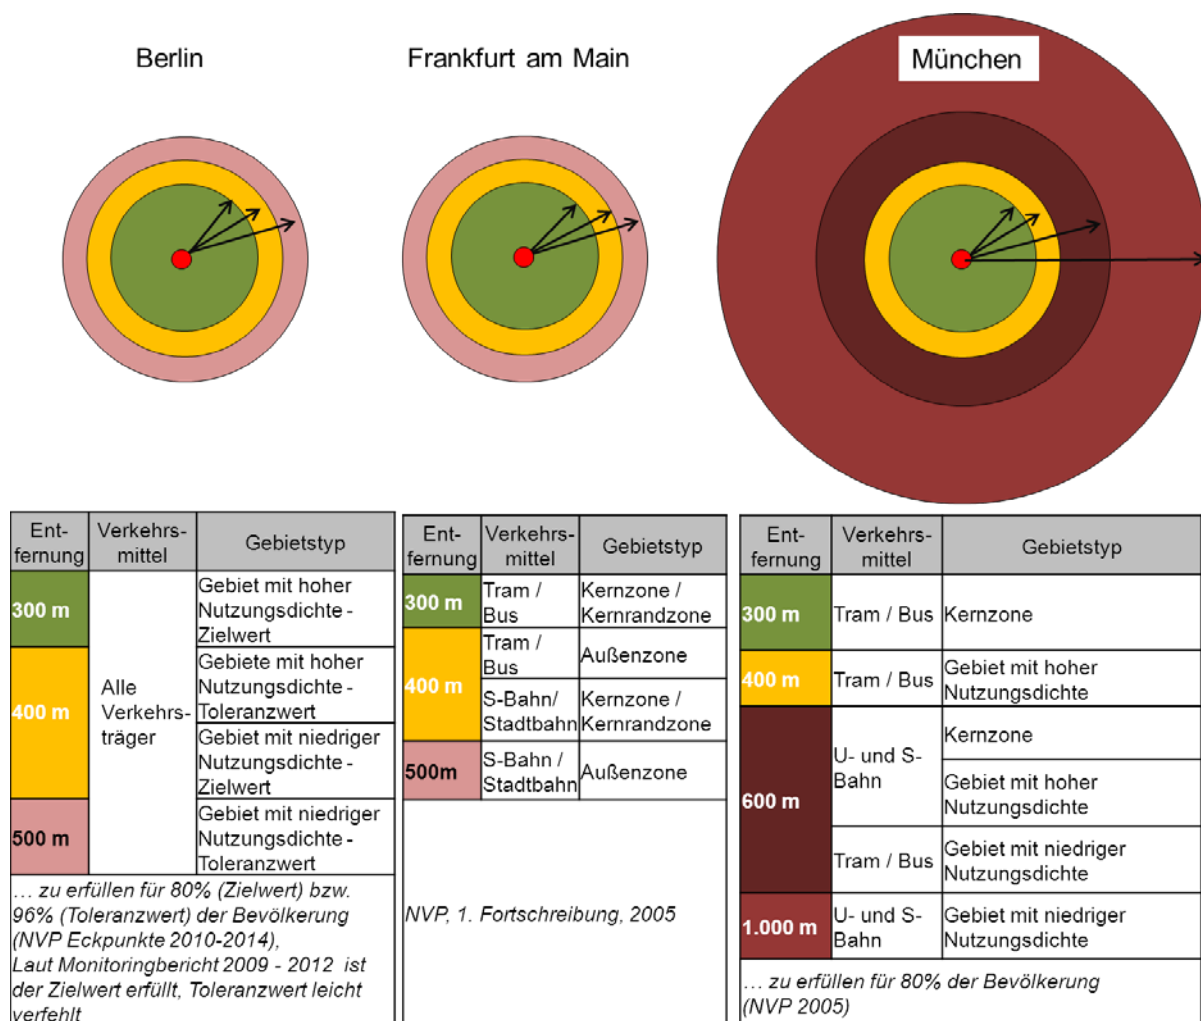 Berlin
Frankfurt am Main
München
Ent-
fernung
Verkehrs-
mittel
Gebietstyp
300 m
Alle
Verkehrs-
träger
Gebiet mit hoher
Nutzungsdichte -
Zielwert
400 m
Gebiete mit hoher
Nutzungsdichte -
Toleranzwert
Gebiet mit niedriger
Nutzungsdichte -
Zielwert
500 m
Gebiet mit niedriger
Nutzungsdichte -
Toleranzwert
… zu erfüllen für 80% (Zielwert) bzw.
96% (Toleranzwert) der Bevölkerung
(NVP Eckpunkte 2010-2014),
Laut Monitoringbericht 2009 - 2012 ist
der Zielwert erfüllt, Toleranzwert leicht
verfehlt
Ent-
fernung
Verkehrs-
mittel
Gebietstyp
300 m
Tram /
Bus
Kernzone /
Kernrandzone
400 m
Tram /
Bus
Außenzone
S-Bahn/
Stadtbahn
Kernzone /
Kernrandzone
500m
S-Bahn /
Stadtbahn
Außenzone
NVP, 1. Fortschreibung, 2005
Ent-
fernung
Verkehrs-
mittel
Gebietstyp
300 m
Tram / Bus
Kernzone
400 m
Tram / Bus
Gebiet mit hoher
Nutzungsdichte
600 m
U- und S-
Bahn
Kernzone
Gebiet mit hoher
Nutzungsdichte
Tram / Bus
Gebiet mit niedriger
Nutzungsdichte
1.000 m
U- und S-
Bahn
Gebiet mit niedriger
Nutzungsdichte
… zu erfüllen für 80% der Bevölkerung
(NVP 2005)